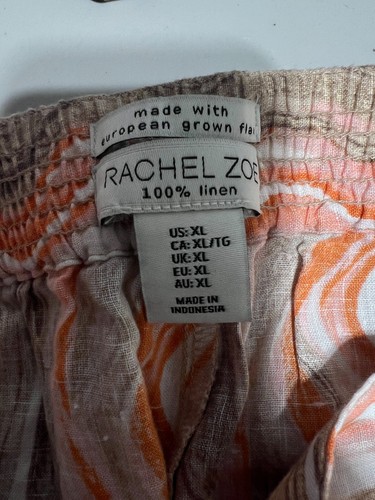 made with
european grown flax
RACHEL ZOE
100% linen
US: XL
CA: XL/TG
UK: XL
EU: XL
AU: XL
MADE IN
INDONESIA